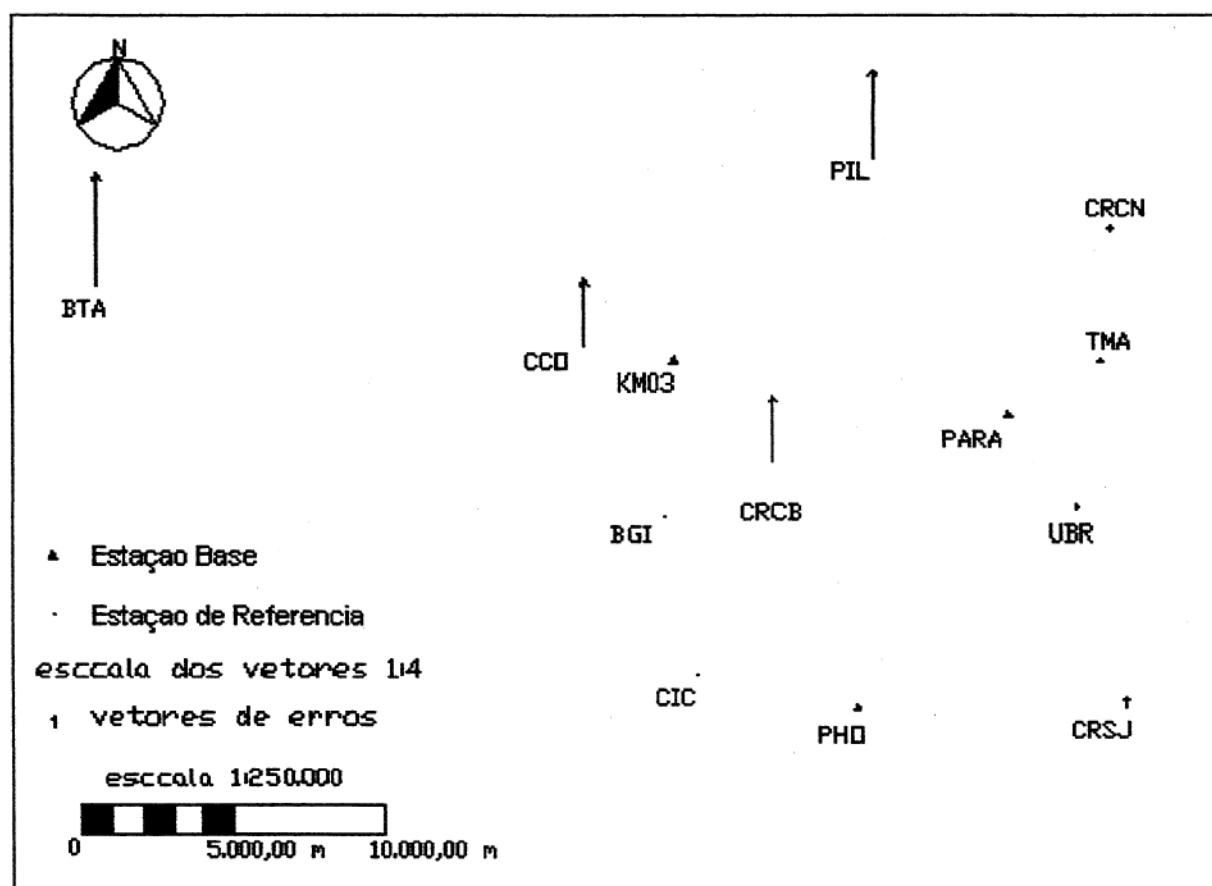 N
PIL
CRCN
BTA
TMA
CCO
KM03
PARA
CRCB
BGI
UBR
Estaçao Base
Estaçao de Referência
esccala dos vetores 1:4
CIC
vetores de erros
PHO
CRSJ
esccala 1:250.000
0 5.000,00 m 10.000,00 m